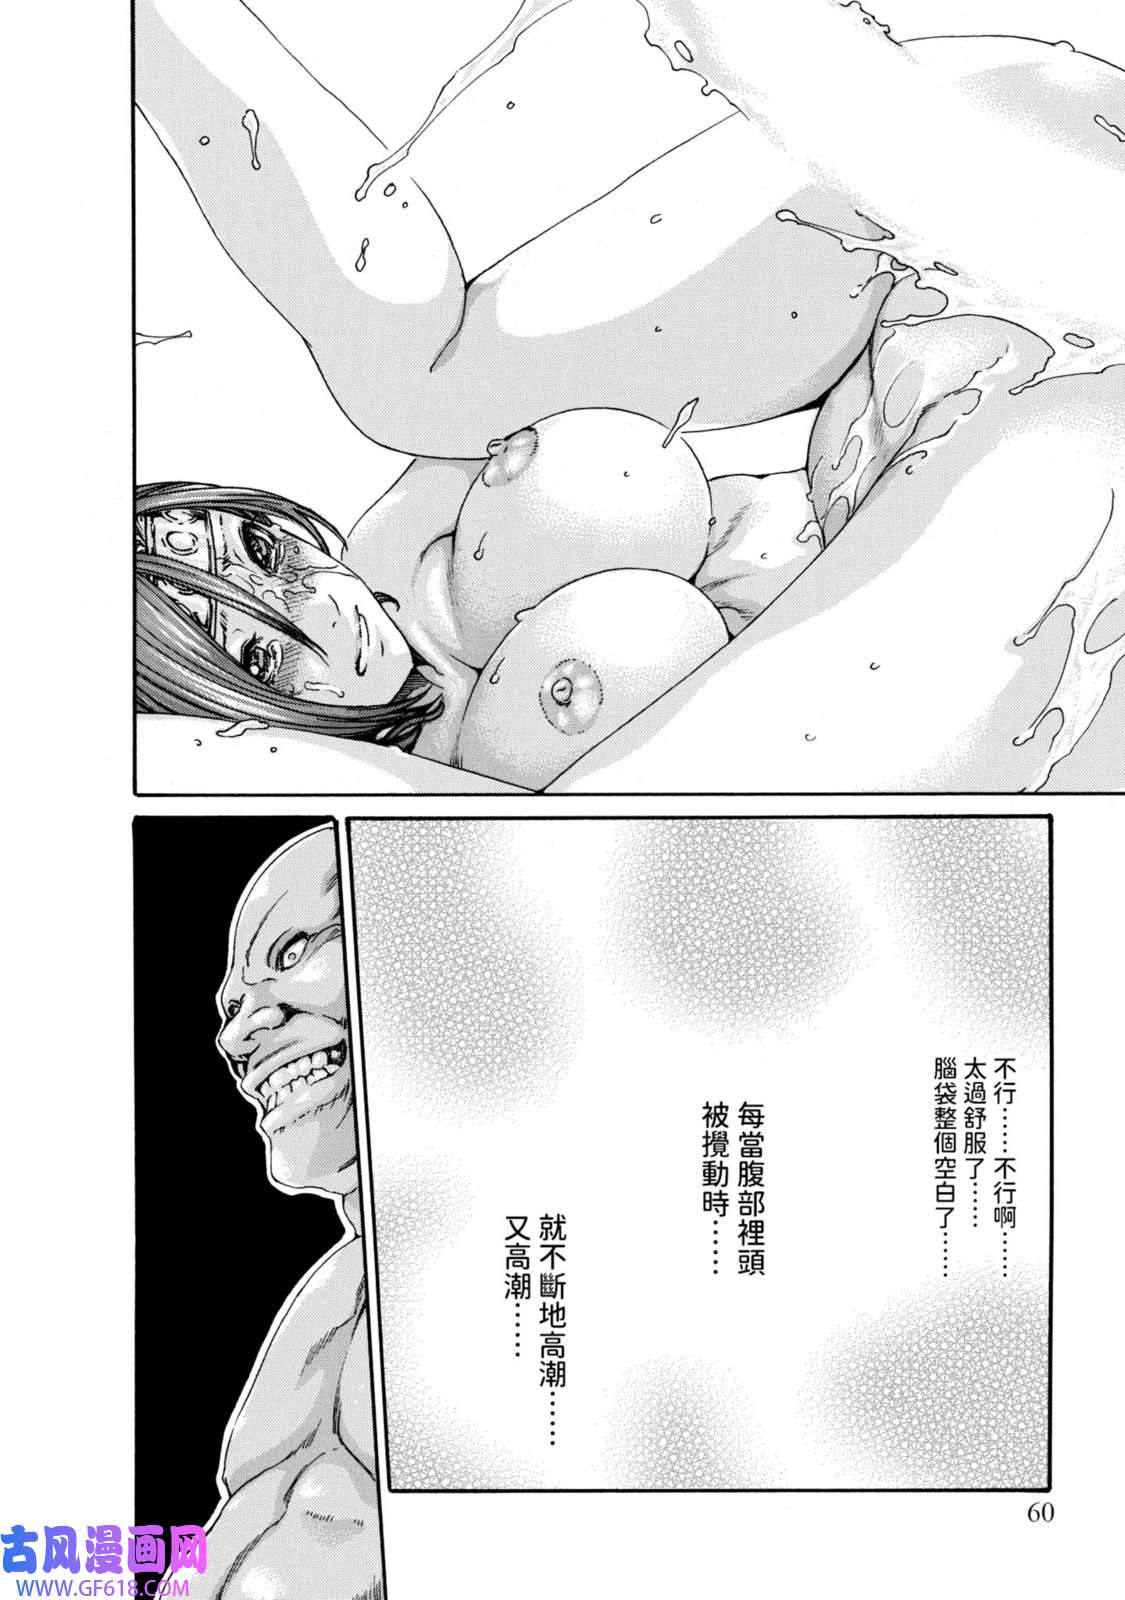 不行……不行啊……
太過舒服了……
腦袋整個空白了……
每當腹部裡頭
被攪動時……
就不斷地高潮……
又高潮……
60
古风漫画网
WWW.GF618.COM